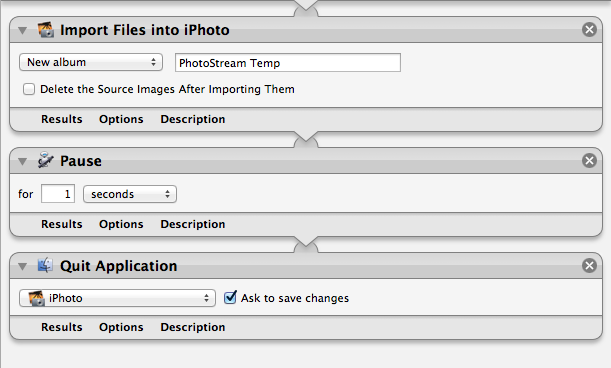 Import Files into iPhoto
New album PhotoStream Temp
Delete the Source Images After Importing Them
Results Options Description
Pause
for 1 seconds
Results Options Description
Quit Application
iPhoto Ask to save changes
Results Options Description